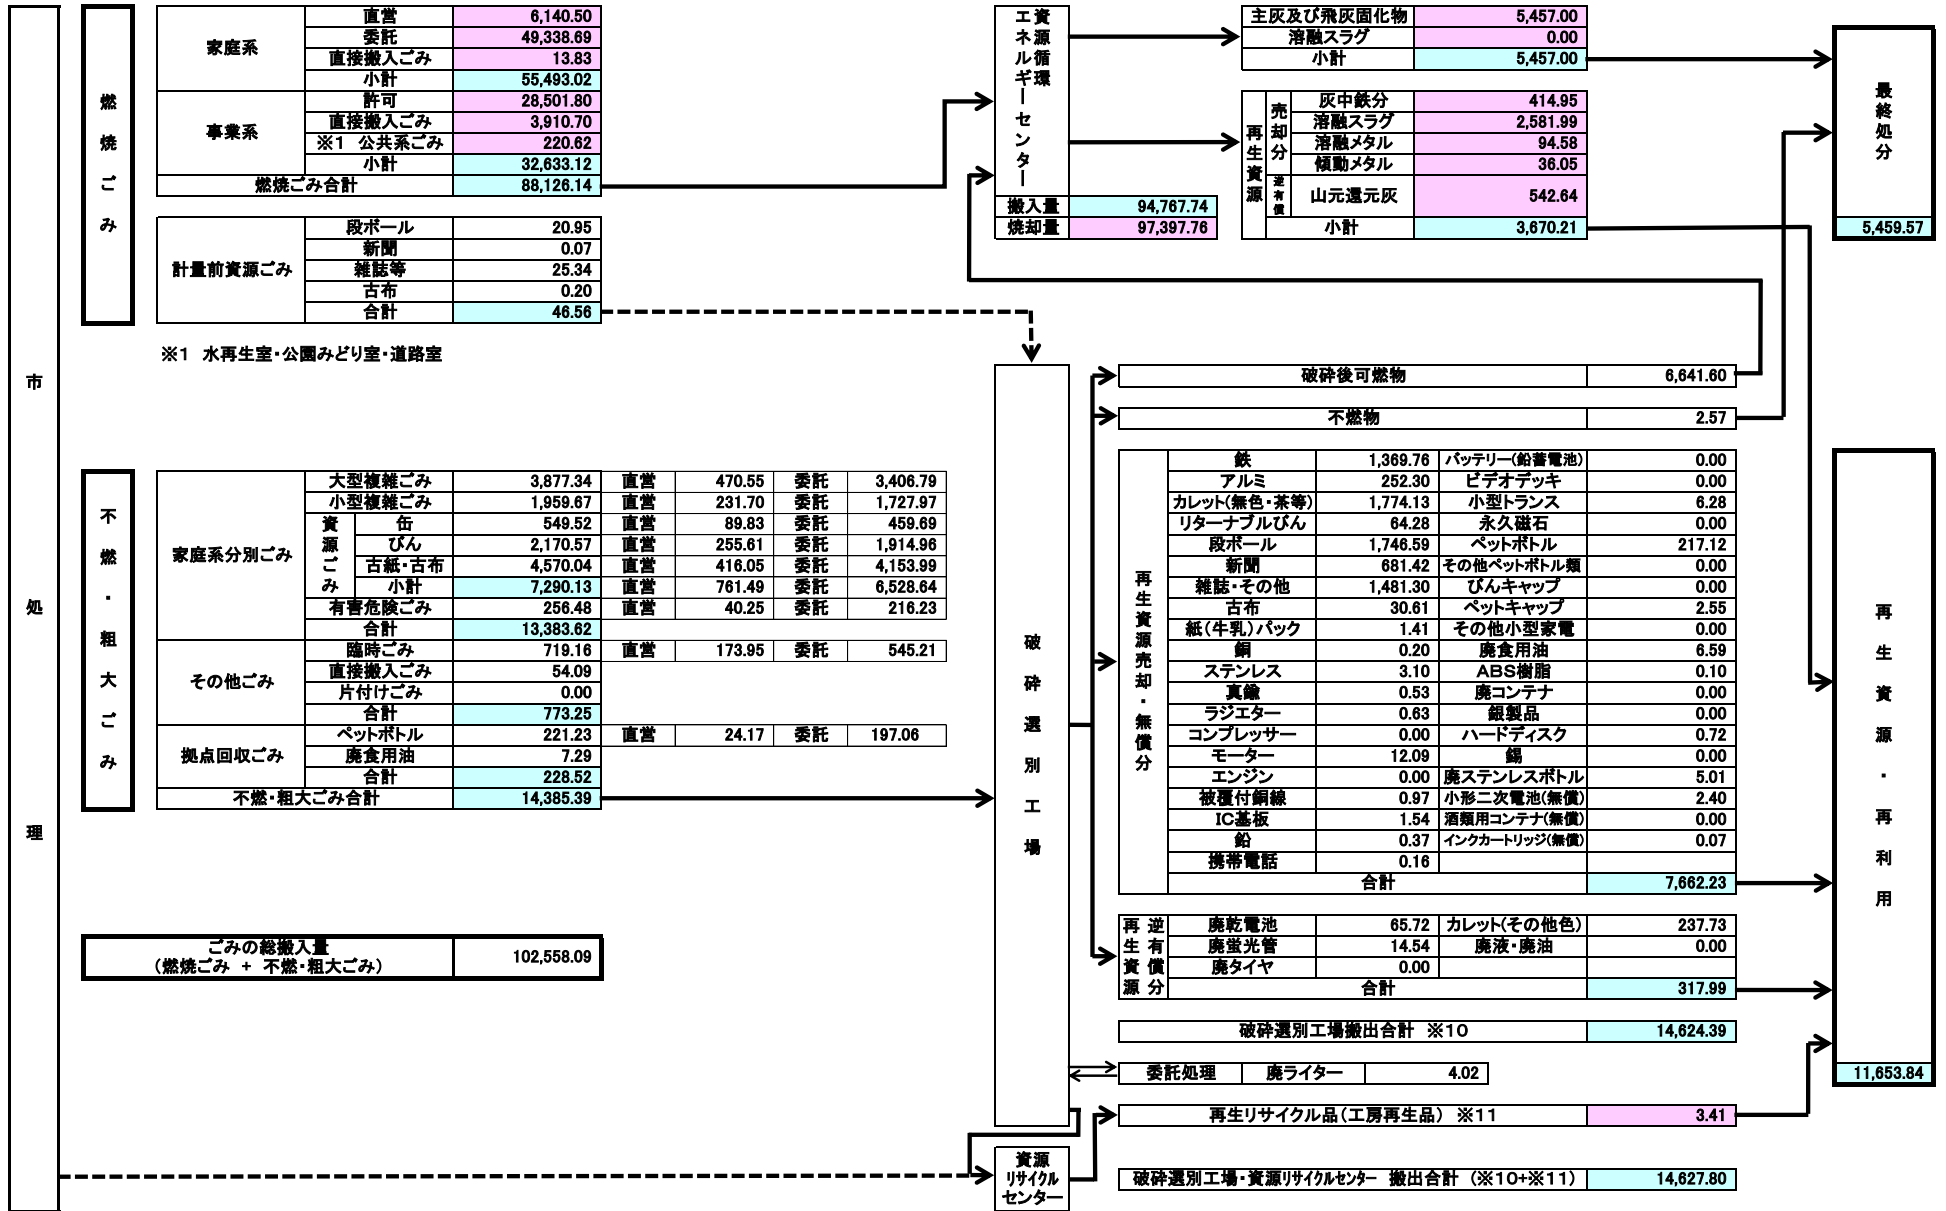 市処理
燃焼ごみ
家庭系 直営 6,140.50
委託 49,338.69
直接搬入ごみ 13.83
小計 55,493.02
事業系 許可 28,501.80
直接搬入ごみ 3,910.70
※1 公共系ごみ 220.62
小計 32,633.12
燃焼ごみ合計 88,126.14
計量前資源ごみ 段ボール 20.95
新聞 0.07
雑誌等 25.34
古布 0.20
合計 46.56
※1 水再生室・公園みどり室・道路室
不燃・粗大ごみ
家庭系分別ごみ 大型複雑ごみ 3,877.34 直営 470.55 委託 3,406.79
小型複雑ごみ 1,959.67 直営 231.70 委託 1,727.97
資源ごみ 缶 549.52 直営 89.83 委託 459.69
びん 2,170.57 直営 255.61 委託 1,914.96
古紙・古布 4,570.04 直営 416.05 委託 4,153.99
小計 7,290.13 直営 761.49 委託 6,528.64
有害危険ごみ 256.48 直営 40.25 委託 216.23
合計 13,383.62
その他ごみ 臨時ごみ 719.16 直営 173.95 委託 545.21
直接搬入ごみ 54.09
片付けごみ 0.00
合計 773.25
拠点回収ごみ ペットボトル 221.23 直営 24.17 委託 197.06
廃食用油 7.29
合計 228.52
不燃・粗大ごみ合計 14,385.39
ごみの総搬入量
(燃焼ごみ + 不燃・粗大ごみ) 102,558.09
資源循環エネルギーセンター
搬入量 94,767.74
焼却量 97,397.76
主灰及び飛灰固化物 5,457.00
溶融スラグ 0.00
小計 5,457.00
再生資源 売却分 灰中鉄分 414.95
溶融スラグ 2,581.99
溶融メタル 94.58
傾動メタル 36.05
逆有償 山元還元灰 542.64
小計 3,670.21
最終処分
5,459.57
破砕選別工場
破砕後可燃物 6,641.60
不燃物 2.57
再生資源売却・無償分
鉄 1,369.76 バッテリー(鉛蓄電池) 0.00
アルミ 252.30 ビデオデッキ 0.00
カレット(無色・茶等) 1,774.13 小型トランス 6.28
リターナブルびん 64.28 永久磁石 0.00
段ボール 1,746.59 ペットボトル 217.12
新聞 681.42 その他ペットボトル類 0.00
雑誌・その他 1,481.30 びんキャップ 0.00
古布 30.61 ペットキャップ 2.55
紙(牛乳)パック 1.41 その他小型家電 0.00
銅 0.20 廃食用油 6.59
ステンレス 3.10 ABS樹脂 0.10
真鍮 0.53 廃コンテナ 0.00
ラジエター 0.63 銀製品 0.00
コンプレッサー 0.00 ハードディスク 0.72
モーター 12.09 錫 0.00
エンジン 0.00 廃ステンレスボトル 5.01
被覆付銅線 0.97 小形二次電池(無償) 2.40
IC基板 1.54 酒類用コンテナ(無償) 0.00
鉛 0.37 インクカートリッジ(無償) 0.07
携帯電話 0.16
合計 7,662.23
再生資源逆有償分
廃乾電池 65.72 カレット(その他色) 237.73
廃蛍光管 14.54 廃液・廃油 0.00
廃タイヤ 0.00
合計 317.99
破砕選別工場搬出合計 ※10 14,624.39
委託処理 廃ライター 4.02
再生リサイクル品(工房再生品) ※11 3.41
資源リサイクルセンター
破砕選別工場・資源リサイクルセンター 搬出合計 (※10+※11) 14,627.80
再生資源・再利用
11,653.84